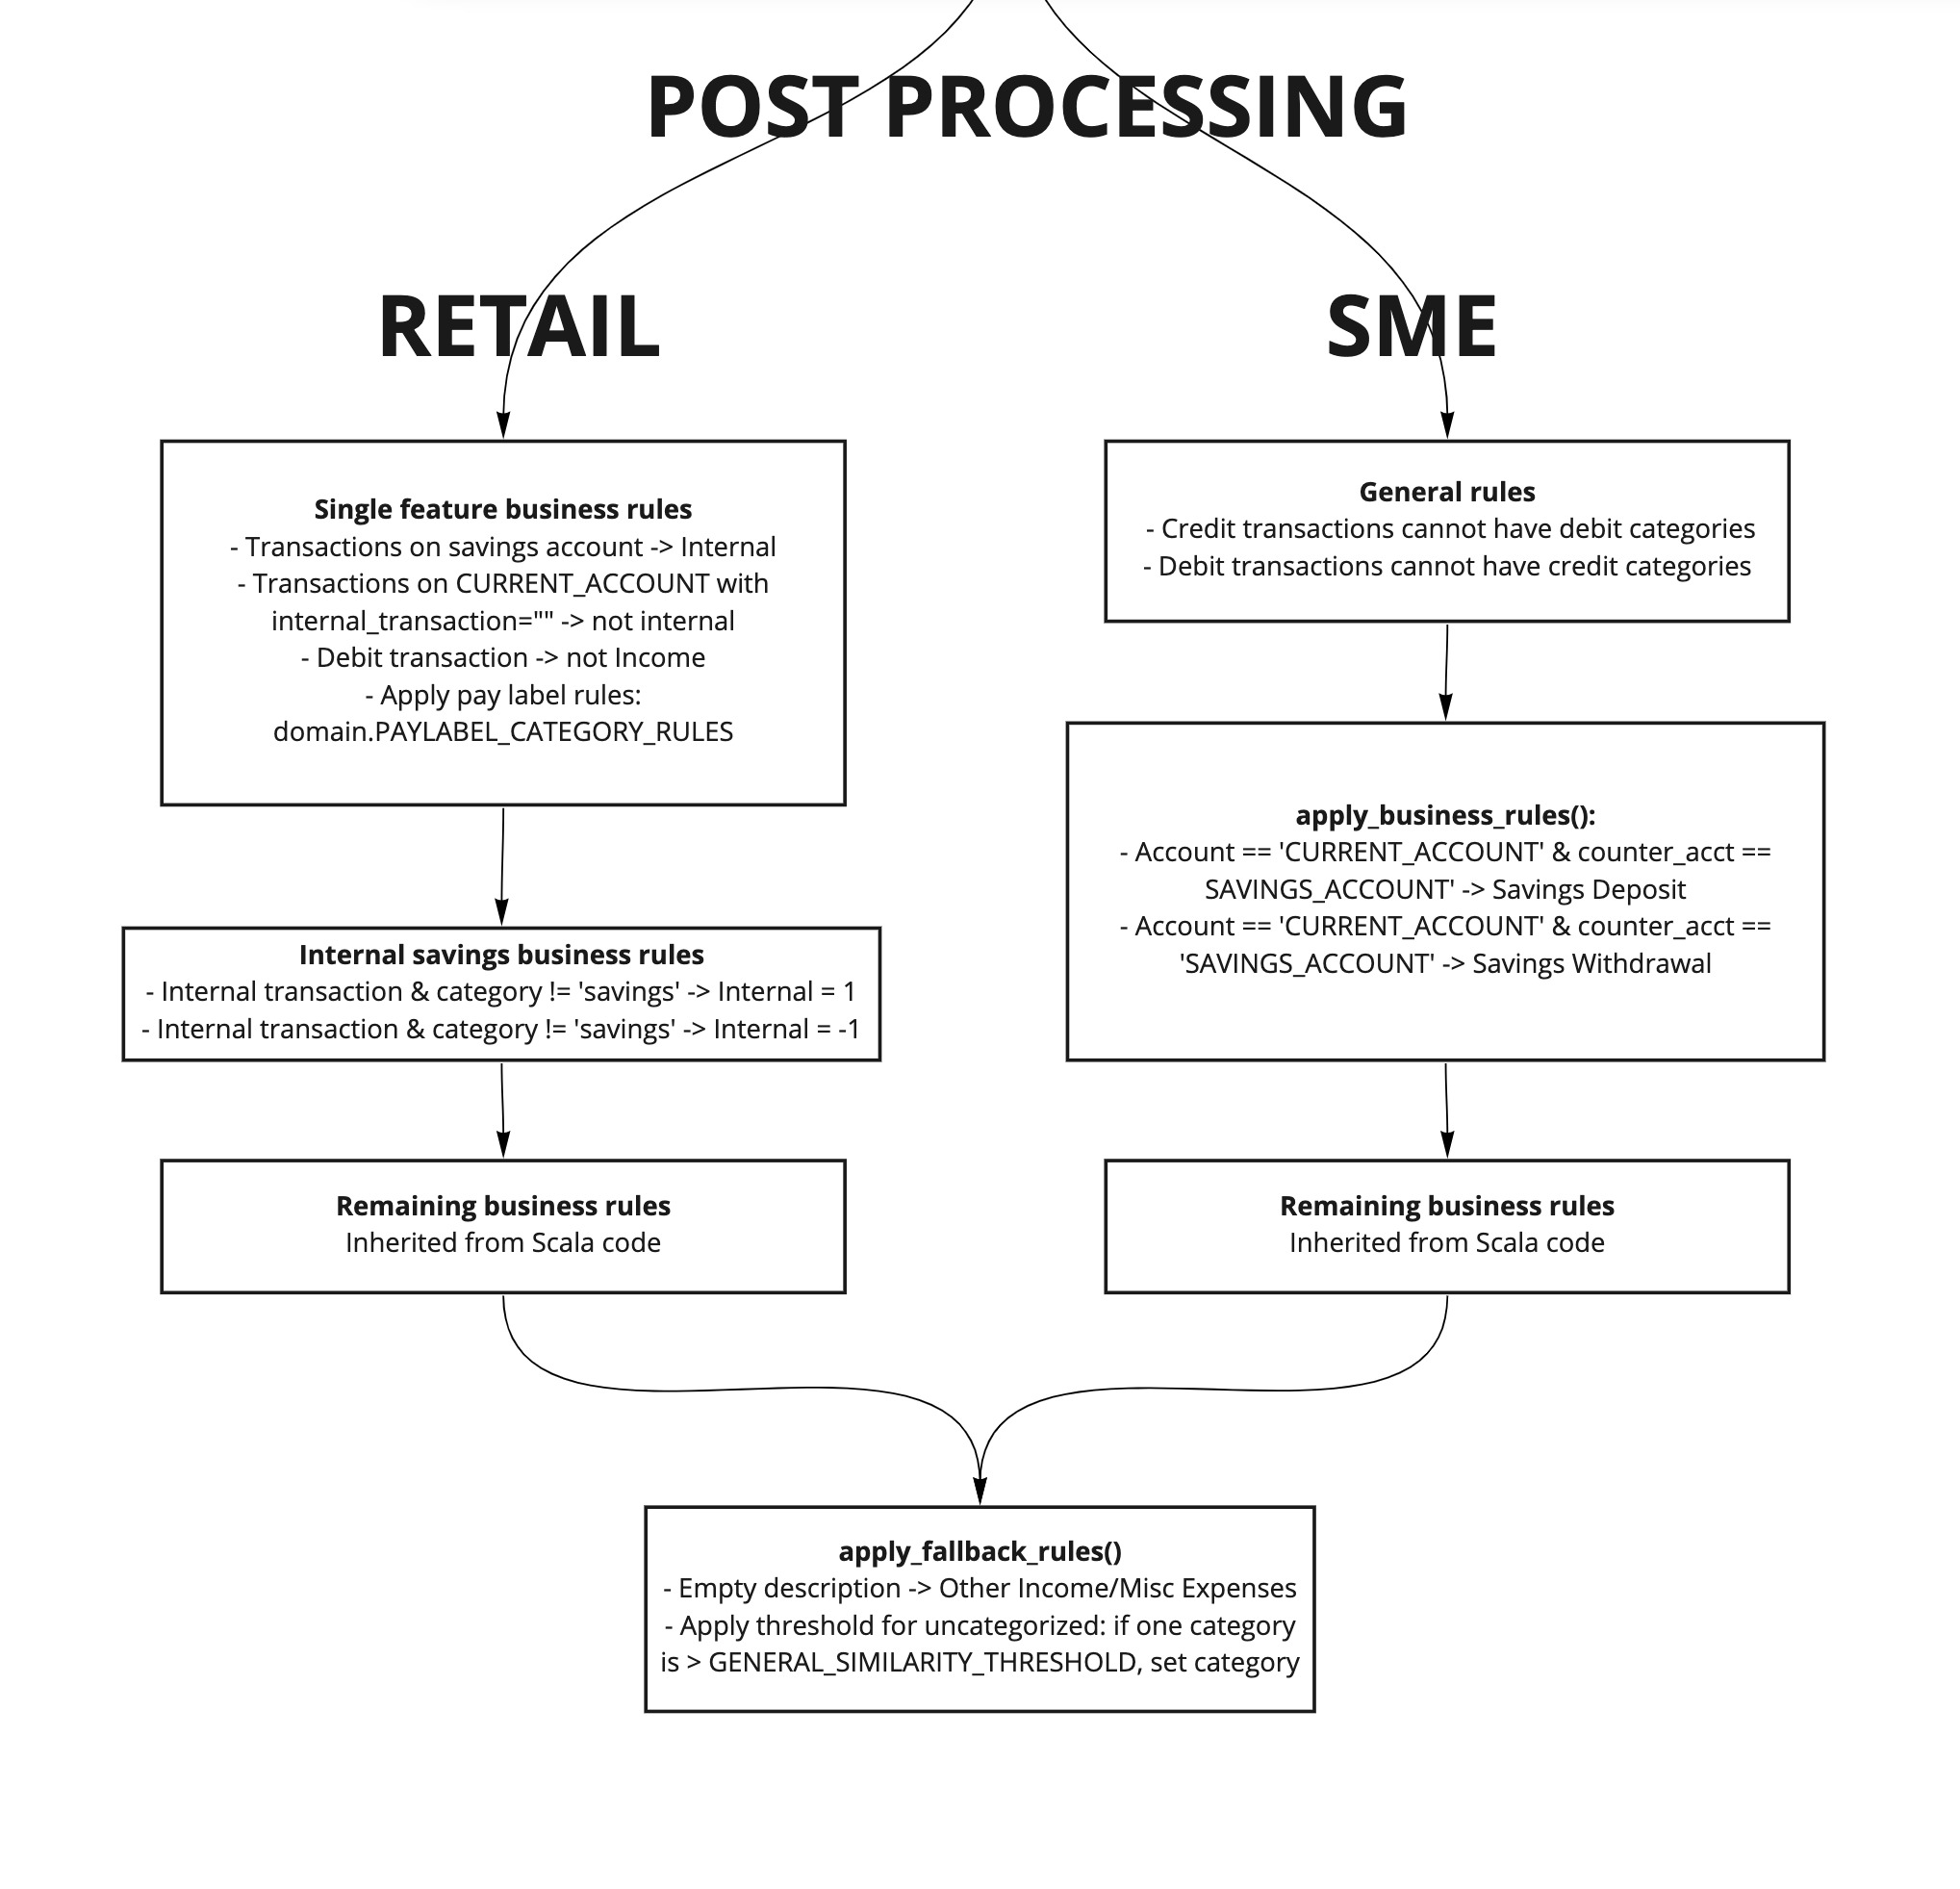 POST PROCESSING
RETAIL
Single feature business rules
- Transactions on savings account -> Internal
- Transactions on CURRENT_ACCOUNT with
internal_transaction="" -> not internal
- Debit transaction -> not Income
- Apply pay label rules:
domain.PAYLABEL_CATEGORY_RULES
Internal savings business rules
- Internal transaction & category != 'savings' -> Internal = 1
- Internal transaction & category != 'savings' -> Internal = -1
Remaining business rules
Inherited from Scala code
SME
General rules
- Credit transactions cannot have debit categories
- Debit transactions cannot have credit categories
apply_business_rules():
- Account == 'CURRENT_ACCOUNT' & counter_acct ==
SAVINGS_ACCOUNT' -> Savings Deposit
- Account == 'CURRENT_ACCOUNT' & counter_acct ==
'SAVINGS_ACCOUNT' -> Savings Withdrawal
Remaining business rules
Inherited from Scala code
apply_fallback_rules()
- Empty description -> Other Income/Misc Expenses
- Apply threshold for uncategorized: if one category
is > GENERAL_SIMILARITY_THRESHOLD, set category